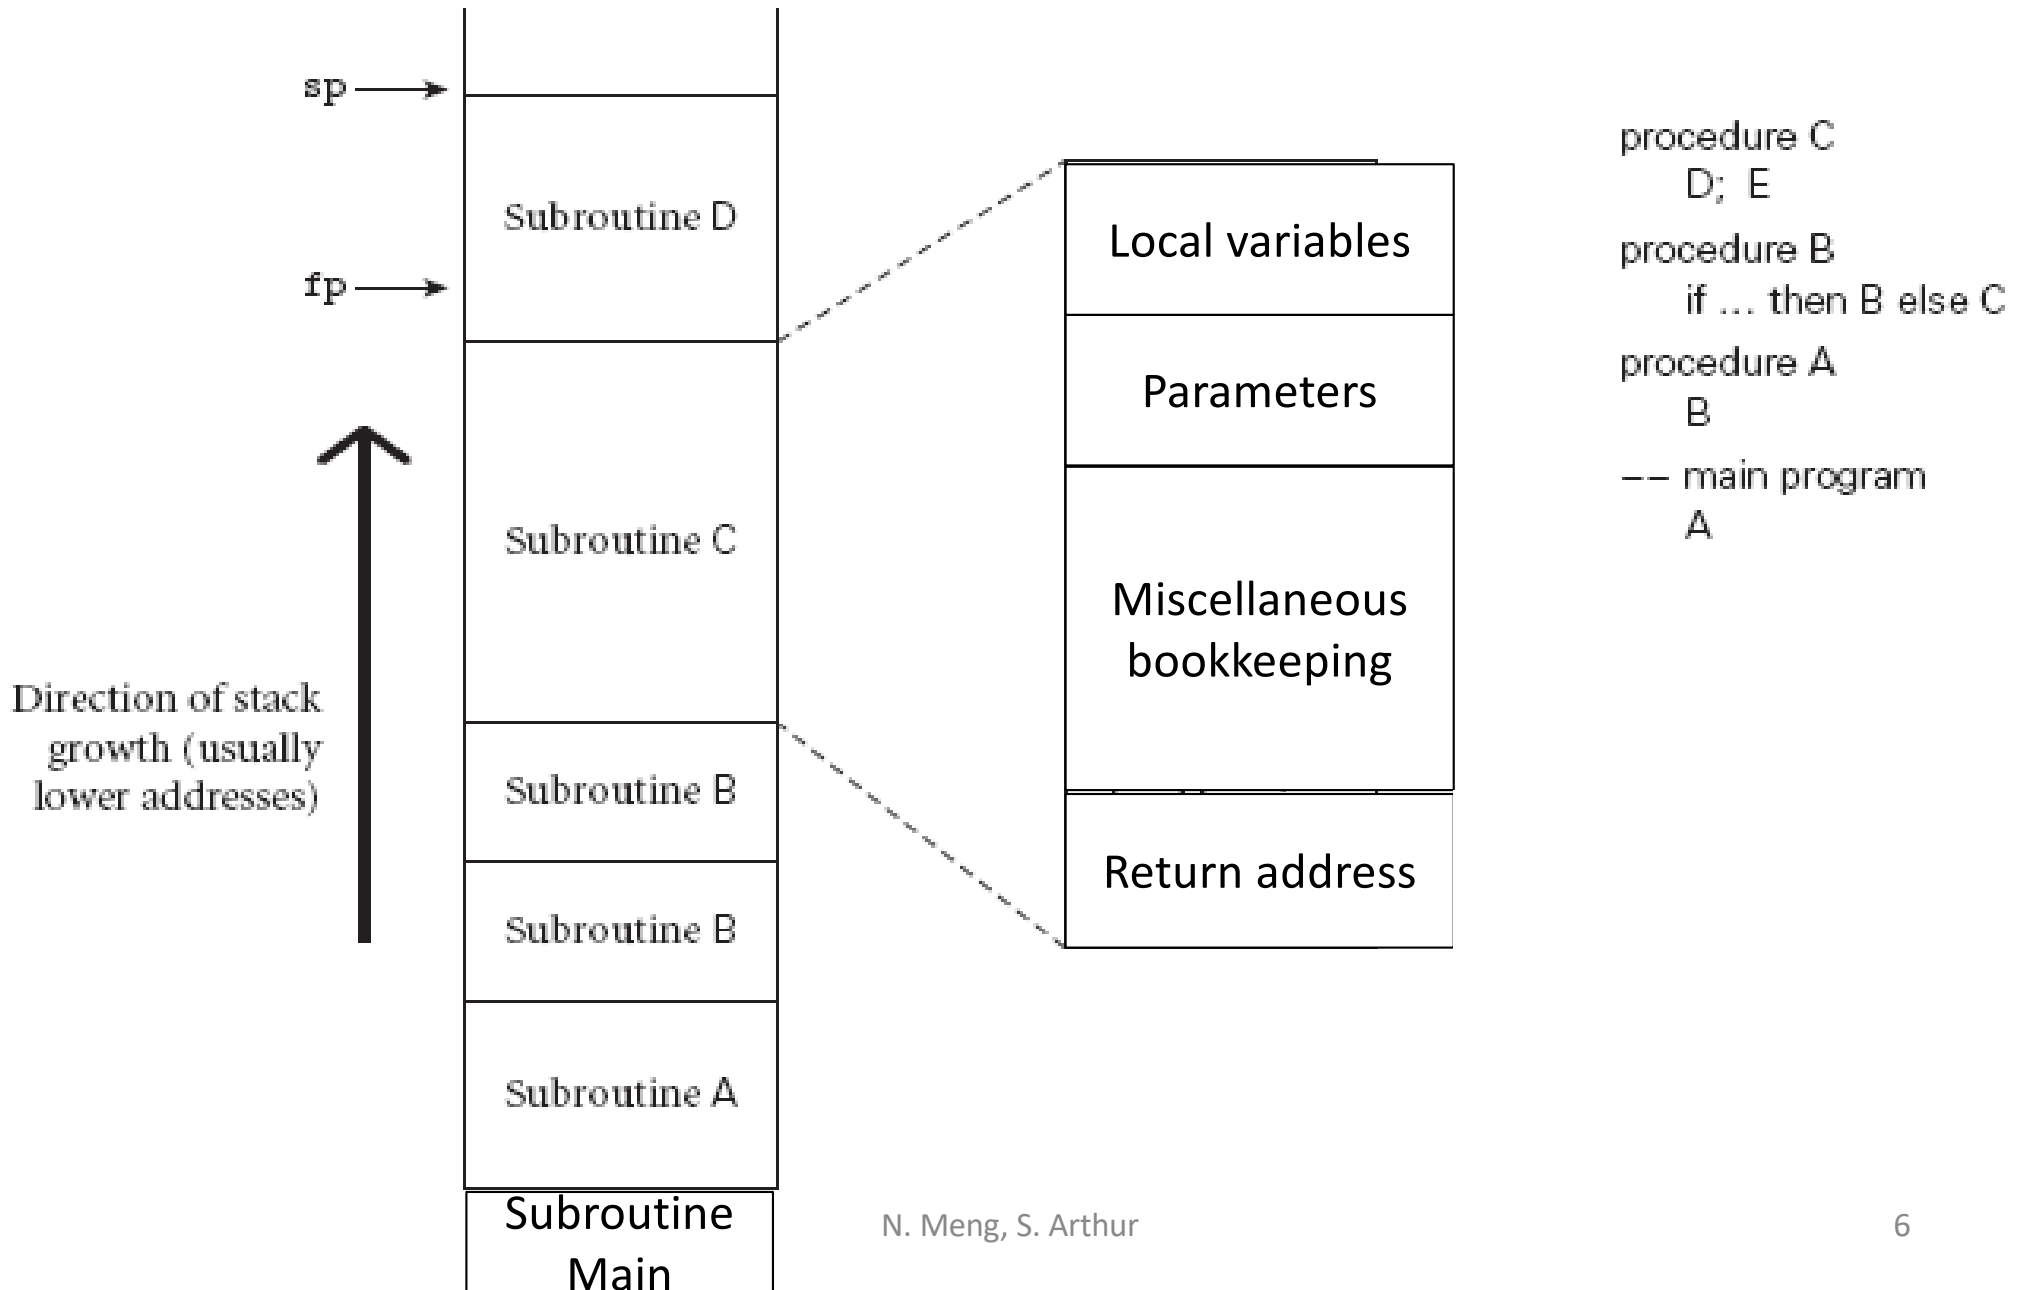 sp
Subroutine D
fp
Subroutine C
Direction of stack
growth (usually
lower addresses)
Subroutine B
Subroutine B
Subroutine A
Subroutine
Main
Local variables
Parameters
Miscellaneous
bookkeeping
Return address
procedure C
D; E
procedure B
if ... then B else C
procedure A
B
-- main program
A
N. Meng, S. Arthur
6